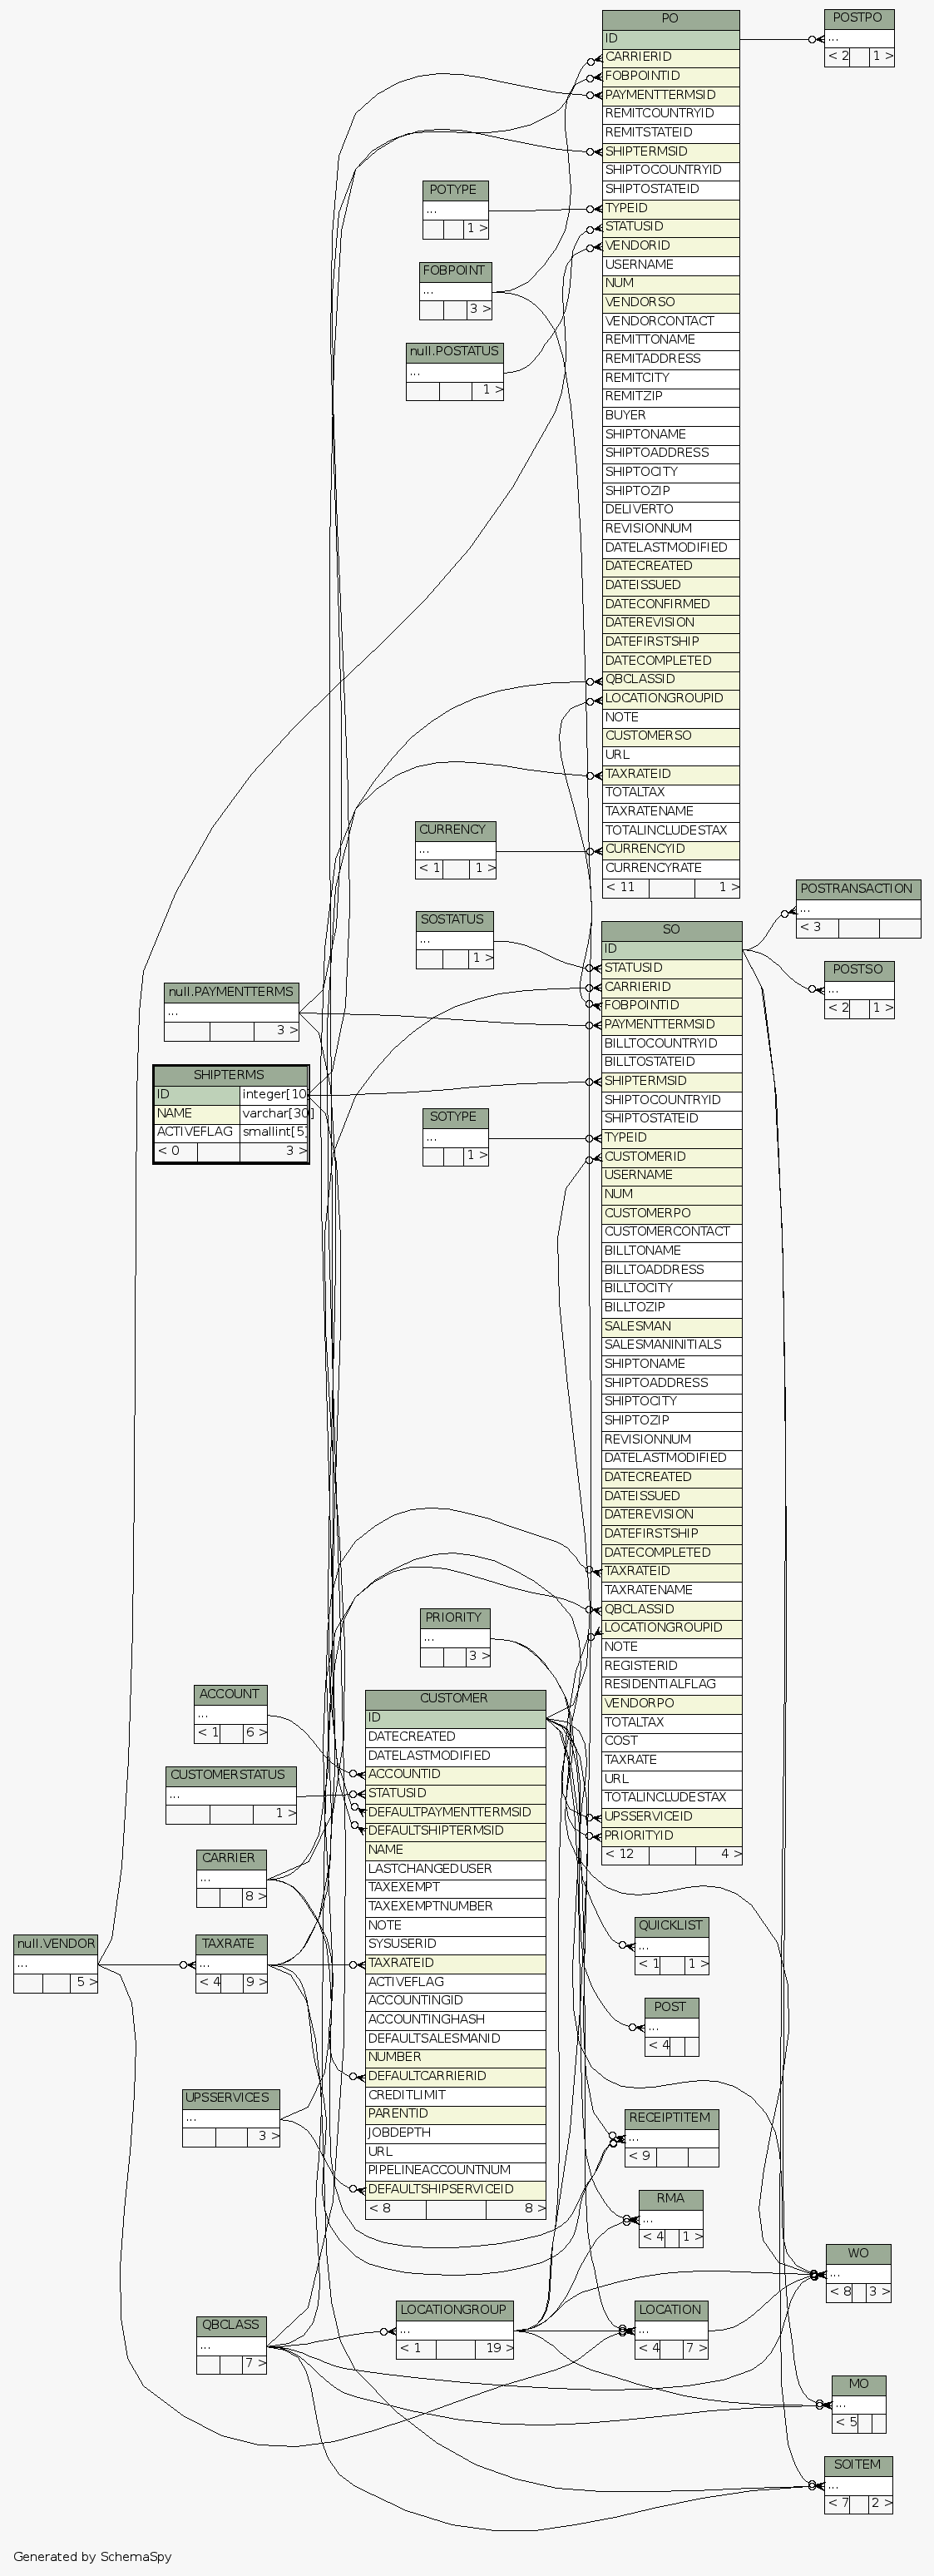 PO
ID
CARRIERID
FOBPOINTID
PAYMENTTERMSID
REMITCOUNTRYID
REMITSTATEID
SHIPTERMSID
SHIPTOCOUNTRYID
SHIPTOSTATEID
TYPEID
STATUSID
VENDORID
USERNAME
NUM
VENDORSO
VENDORCONTACT
REMITTONAME
REMITADDRESS
REMITCITY
REMITZIP
BUYER
SHIPTONAME
SHIPTOADDRESS
SHIPTOCITY
SHIPTOZIP
DELIVERTO
REVISIONNUM
DATELASTMODIFIED
DATECREATED
DATEISSUED
DATECONFIRMED
DATEREVISION
DATEFIRSTSHIP
DATECOMPLETED
QBCLASSID
LOCATIONGROUPID
NOTE
CUSTOMERSO
URL
TAXRATEID
TOTALTAX
TAXRATENAME
TOTALINCLUDESTAX
CURRENCYID
CURRENCYRATE
< 11 1 >
POSTPO
...
< 2 1 >
POTYPE
...
1 >
FOBPOINT
...
3 >
null.POSTATUS
...
1 >
CURRENCY
...
< 1 1 >
SOSTATUS
...
1 >
POSTRANSACTION
...
< 3
POSTSO
...
< 2 1 >
null.PAYMENTTERMS
...
3 >
SHIPTERMS
ID integer[10]
NAME varchar[30]
ACTIVEFLAG smallint[5]
< 0 3 >
SOTYPE
...
1 >
SO
ID
STATUSID
CARRIERID
FOBPOINTID
PAYMENTTERMSID
BILLTOCOUNTRYID
BILLTOSTATEID
SHIPTERMSID
SHIPTOCOUNTRYID
SHIPTOSTATEID
TYPEID
CUSTOMERID
USERNAME
NUM
CUSTOMERPO
CUSTOMERCONTACT
BILLTONAME
BILLTOADDRESS
BILLTOCITY
BILLTOZIP
SALESMAN
SALESMANINITIALS
SHIPTONAME
SHIPTOADDRESS
SHIPTOCITY
SHIPTOZIP
REVISIONNUM
DATELASTMODIFIED
DATECREATED
DATEISSUED
DATEREVISION
DATEFIRSTSHIP
DATECOMPLETED
TAXRATEID
TAXRATENAME
QBCLASSID
LOCATIONGROUPID
NOTE
REGISTERID
RESIDENTIALFLAG
VENDORPO
TOTALTAX
COST
TAXRATE
URL
TOTALINCLUDESTAX
UPSSERVICEID
PRIORITYID
< 12 4 >
PRIORITY
...
3 >
ACCOUNT
...
< 1 6 >
CUSTOMERSTATUS
...
1 >
CARRIER
...
8 >
null.VENDOR
...
5 >
TAXRATE
...
< 4 9 >
UPSSERVICES
...
3 >
QBCLASS
...
7 >
CUSTOMER
ID
DATECREATED
DATELASTMODIFIED
ACCOUNTID
STATUSID
DEFAULTPAYMENTTERMSID
DEFAULTSHIPTERMSID
NAME
LASTCHANGEDUSER
TAXEXEMPT
TAXEXEMPTNUMBER
NOTE
SYSUSERID
TAXRATEID
ACTIVEFLAG
ACCOUNTINGID
ACCOUNTINGHASH
DEFAULTSALESMANID
NUMBER
DEFAULTCARRIERID
CREDITLIMIT
PARENTID
JOBDEPTH
URL
PIPELINEACCOUNTNUM
DEFAULTSHIPSERVICEID
< 8 8 >
LOCATIONGROUP
...
< 1 19 >
QUICKLIST
...
< 1 1 >
POST
...
< 4
RECEIPTITEM
...
< 9
RMA
...
< 4 1 >
LOCATION
...
< 4 7 >
WO
...
< 8 3 >
MO
...
< 5
SOITEM
...
< 7 2 >
Generated by SchemaSpy